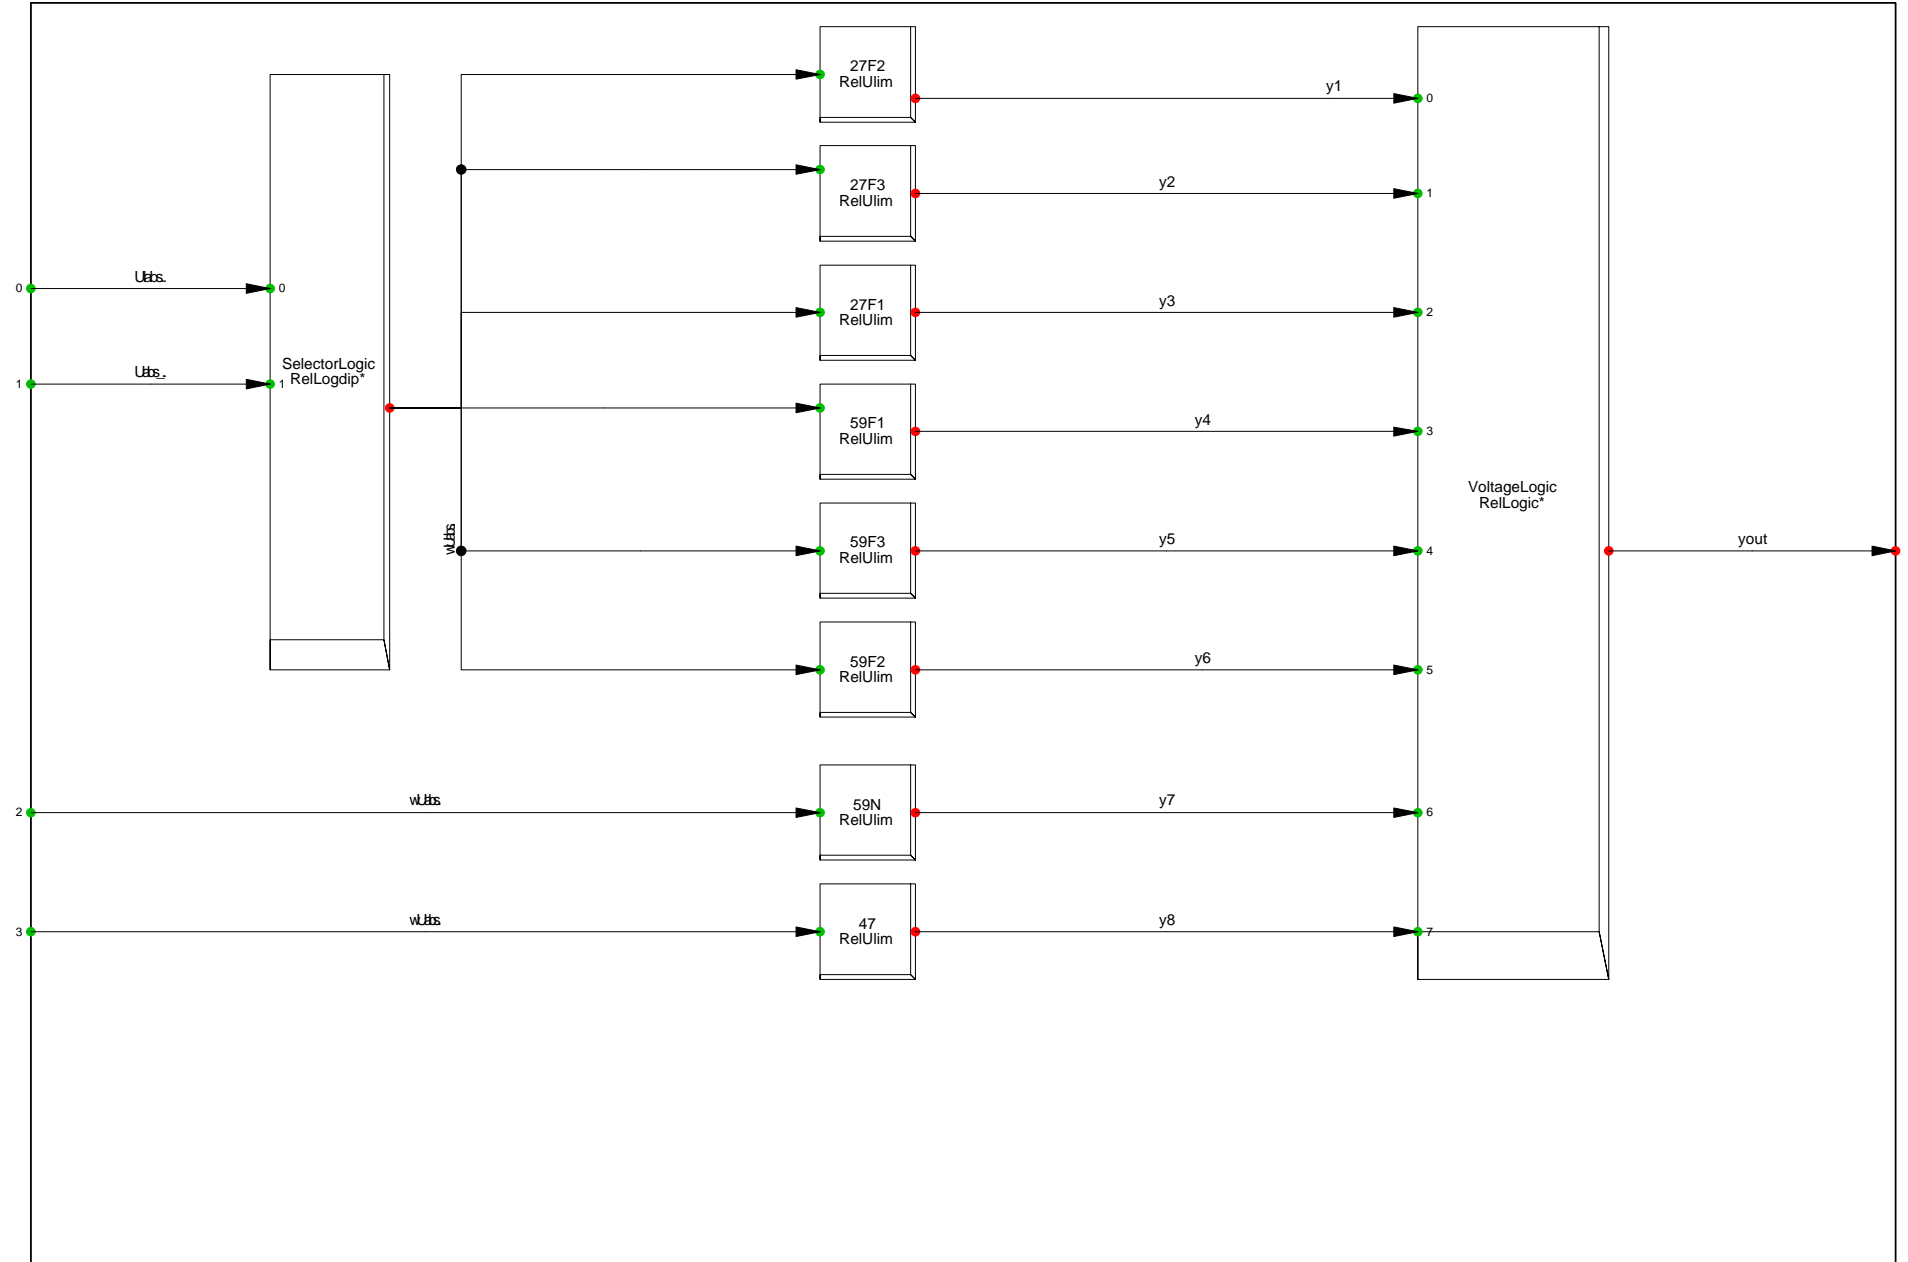 27F2
RelUlim
y1
0
27F3
RelUlim
y2
1
0
0
27F1
RelUlim
y3
2
SelectorLogic
RelLogdip*
1
1
59F1
RelUlim
y4
3
VoltageLogic
RelLogic*
59F3
RelUlim
y5
4
yout
59F2
RelUlim
y6
5
2
59N
RelUlim
y7
6
3
47
RelUlim
y8
7